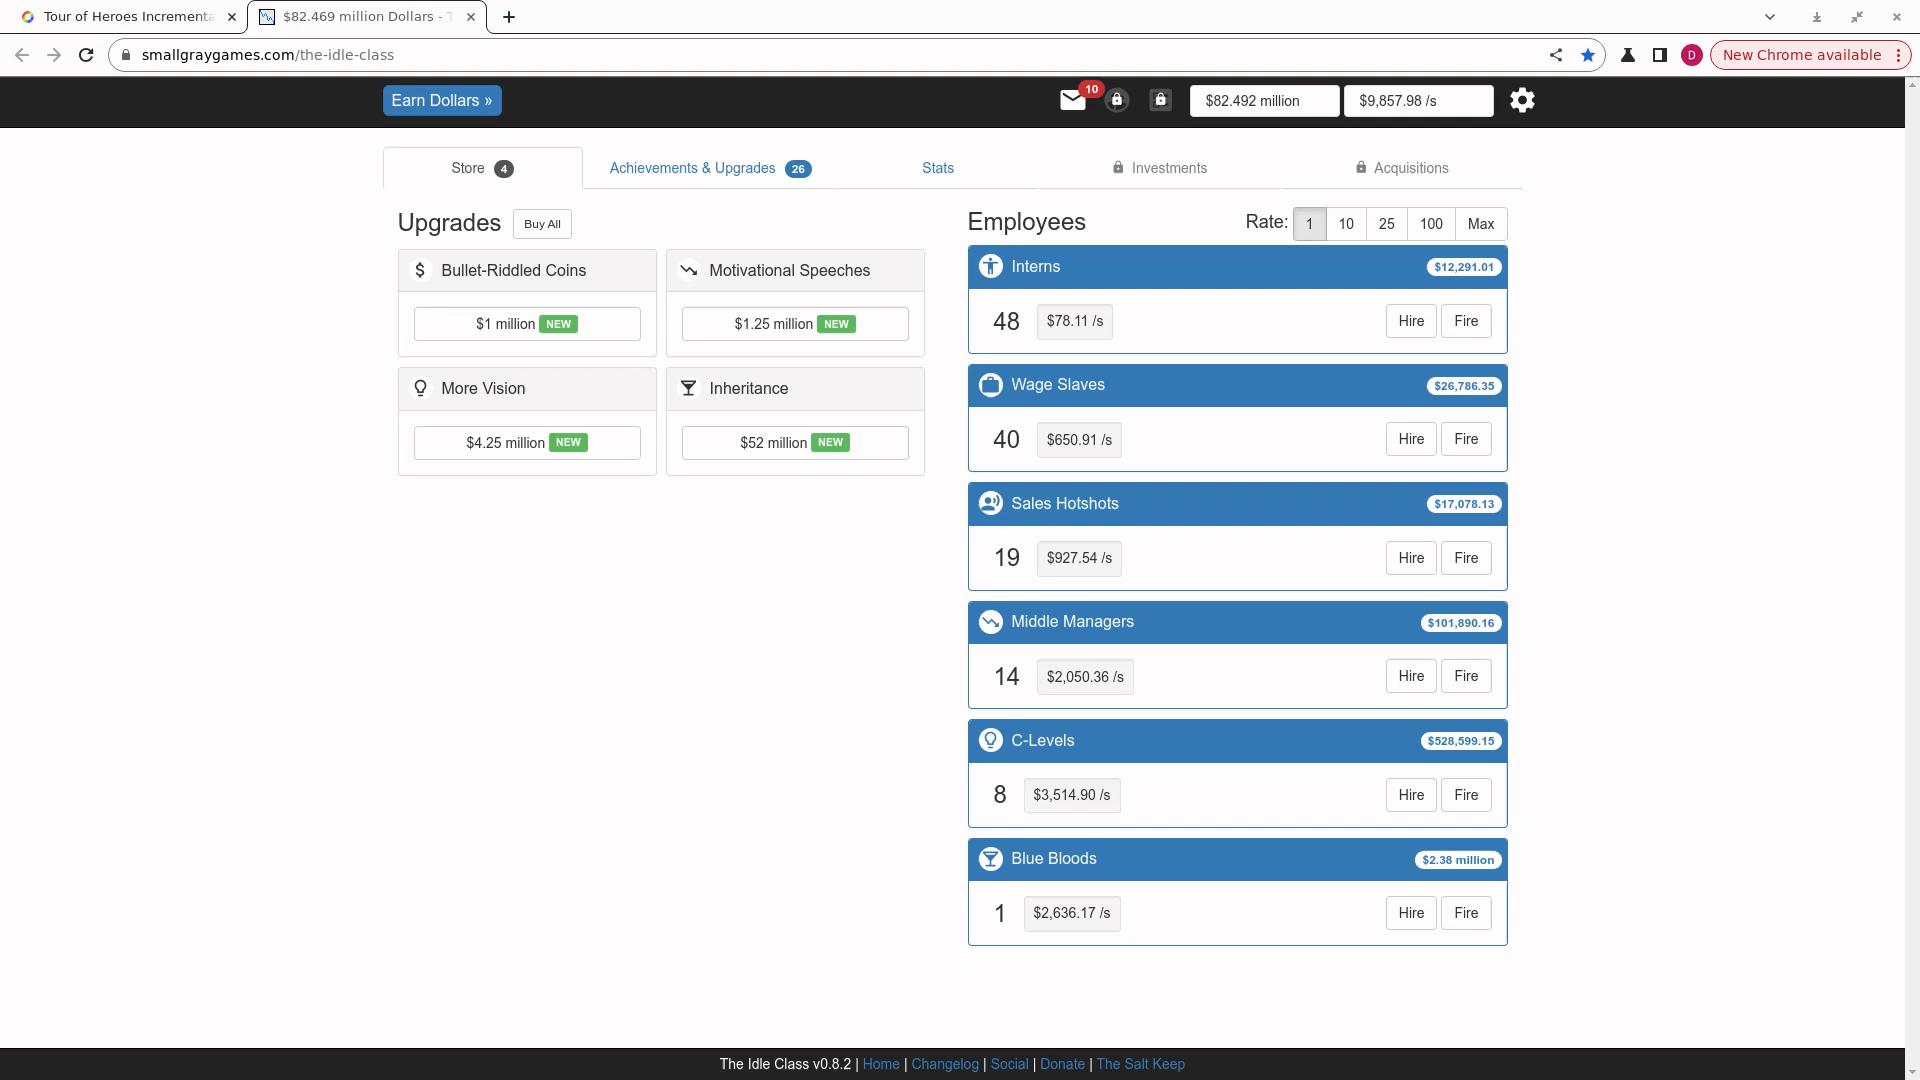 Tour of Heroes Incrementa
$82.469 million Dollars - T
smallgraygames.com/the-idle-class
D
New Chrome available
Earn Dollars »
10
$82.492 million
$9,857.98 /s
Store 4
Achievements & Upgrades 26
Stats
Investments
Acquisitions
Upgrades
Buy All
Bullet-Riddled Coins
$1 million NEW
Motivational Speeches
$1.25 million NEW
More Vision
$4.25 million NEW
Inheritance
$52 million NEW
Employees
Rate: 1 10 25 100 Max
Interns $12,291.01
48 $78.11 /s Hire Fire
Wage Slaves $26,786.35
40 $650.91 /s Hire Fire
Sales Hotshots $17,078.13
19 $927.54 /s Hire Fire
Middle Managers $101,890.16
14 $2,050.36 /s Hire Fire
C-Levels $528,599.15
8 $3,514.90 /s Hire Fire
Blue Bloods $2.38 million
1 $2,636.17 /s Hire Fire
The Idle Class v0.8.2 | Home | Changelog | Social | Donate | The Salt Keep